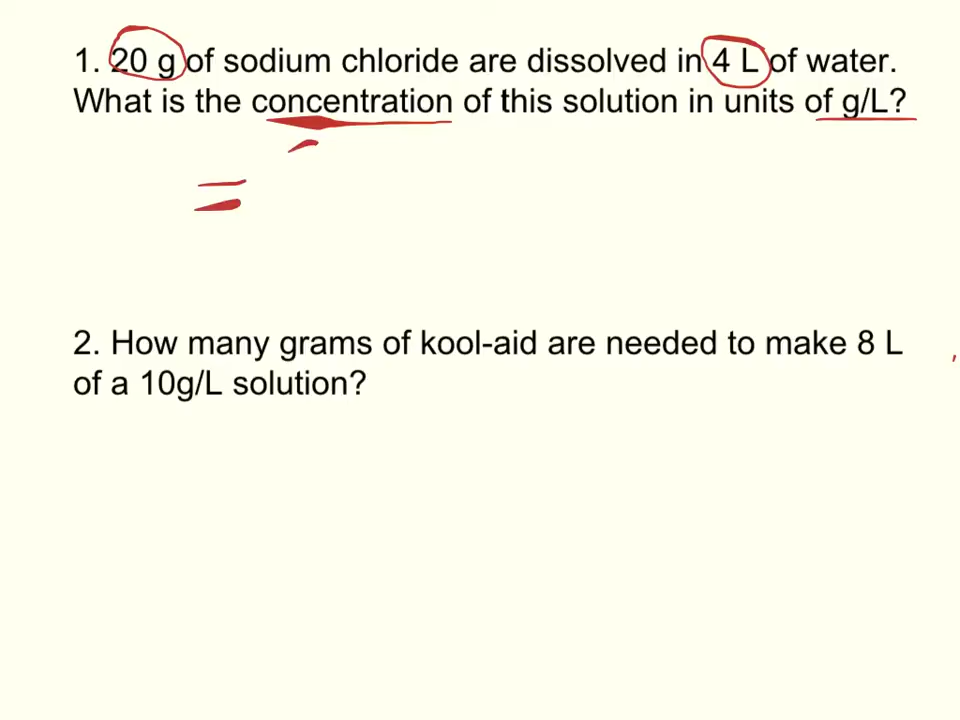 1. 20 g of sodium chloride are dissolved in 4 L of water.
What is the concentration of this solution in units of g/L?
=
2. How many grams of kool-aid are needed to make 8 L
of a 10g/L solution?